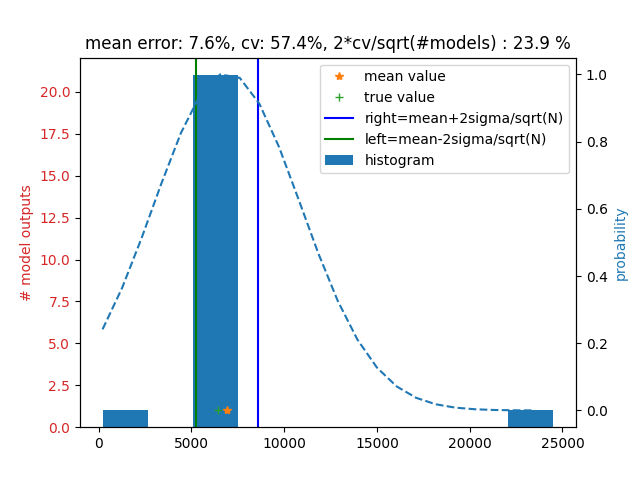 mean error: 7.6%, cv: 57.4%, 2*cv/sqrt(#models) : 23.9 %
mean value
true value
right=mean+2sigma/sqrt(N)
left=mean-2sigma/sqrt(N)
histogram
# model outputs
20.0
17.5
15.0
12.5
10.0
7.5
5.0
2.5
0.0
1.0
0.8
0.6
0.4
0.2
0.0
probability
0
5000
10000
15000
20000
25000